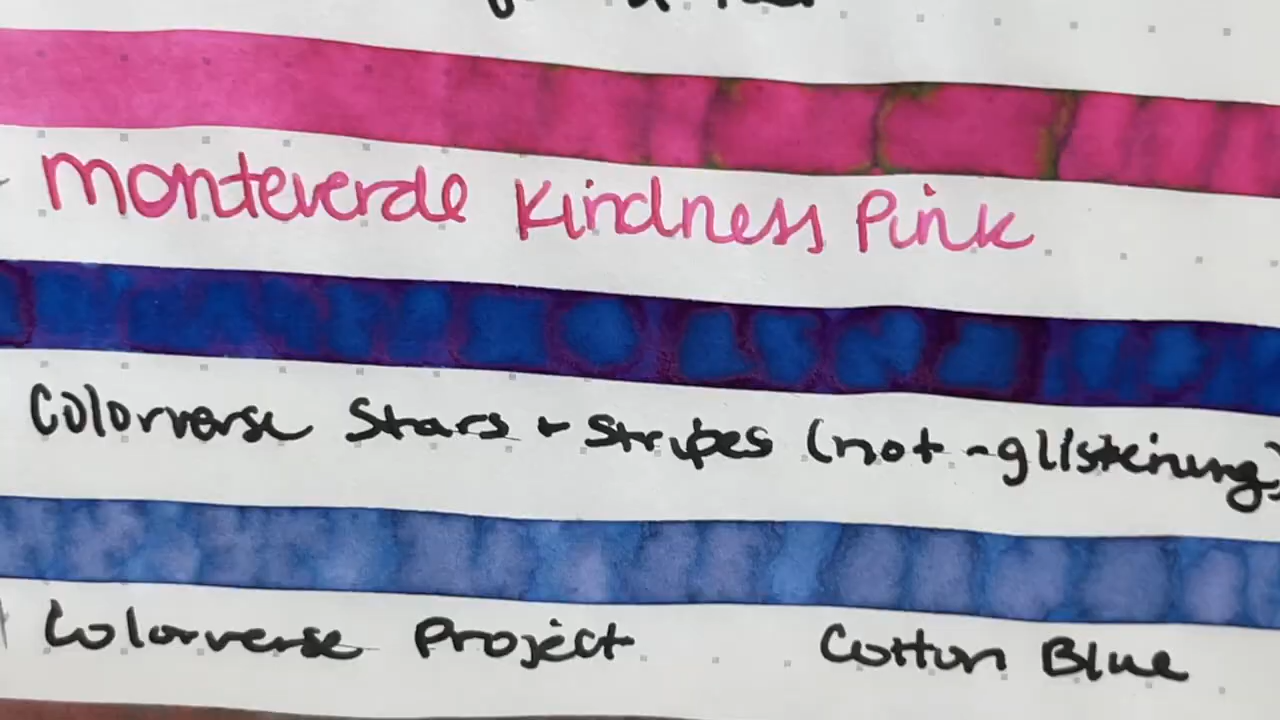 Monteverde Kindness Pink
Colorverse Stars + Stripes (not-glistening)
Colorverse Project Cotton Blue